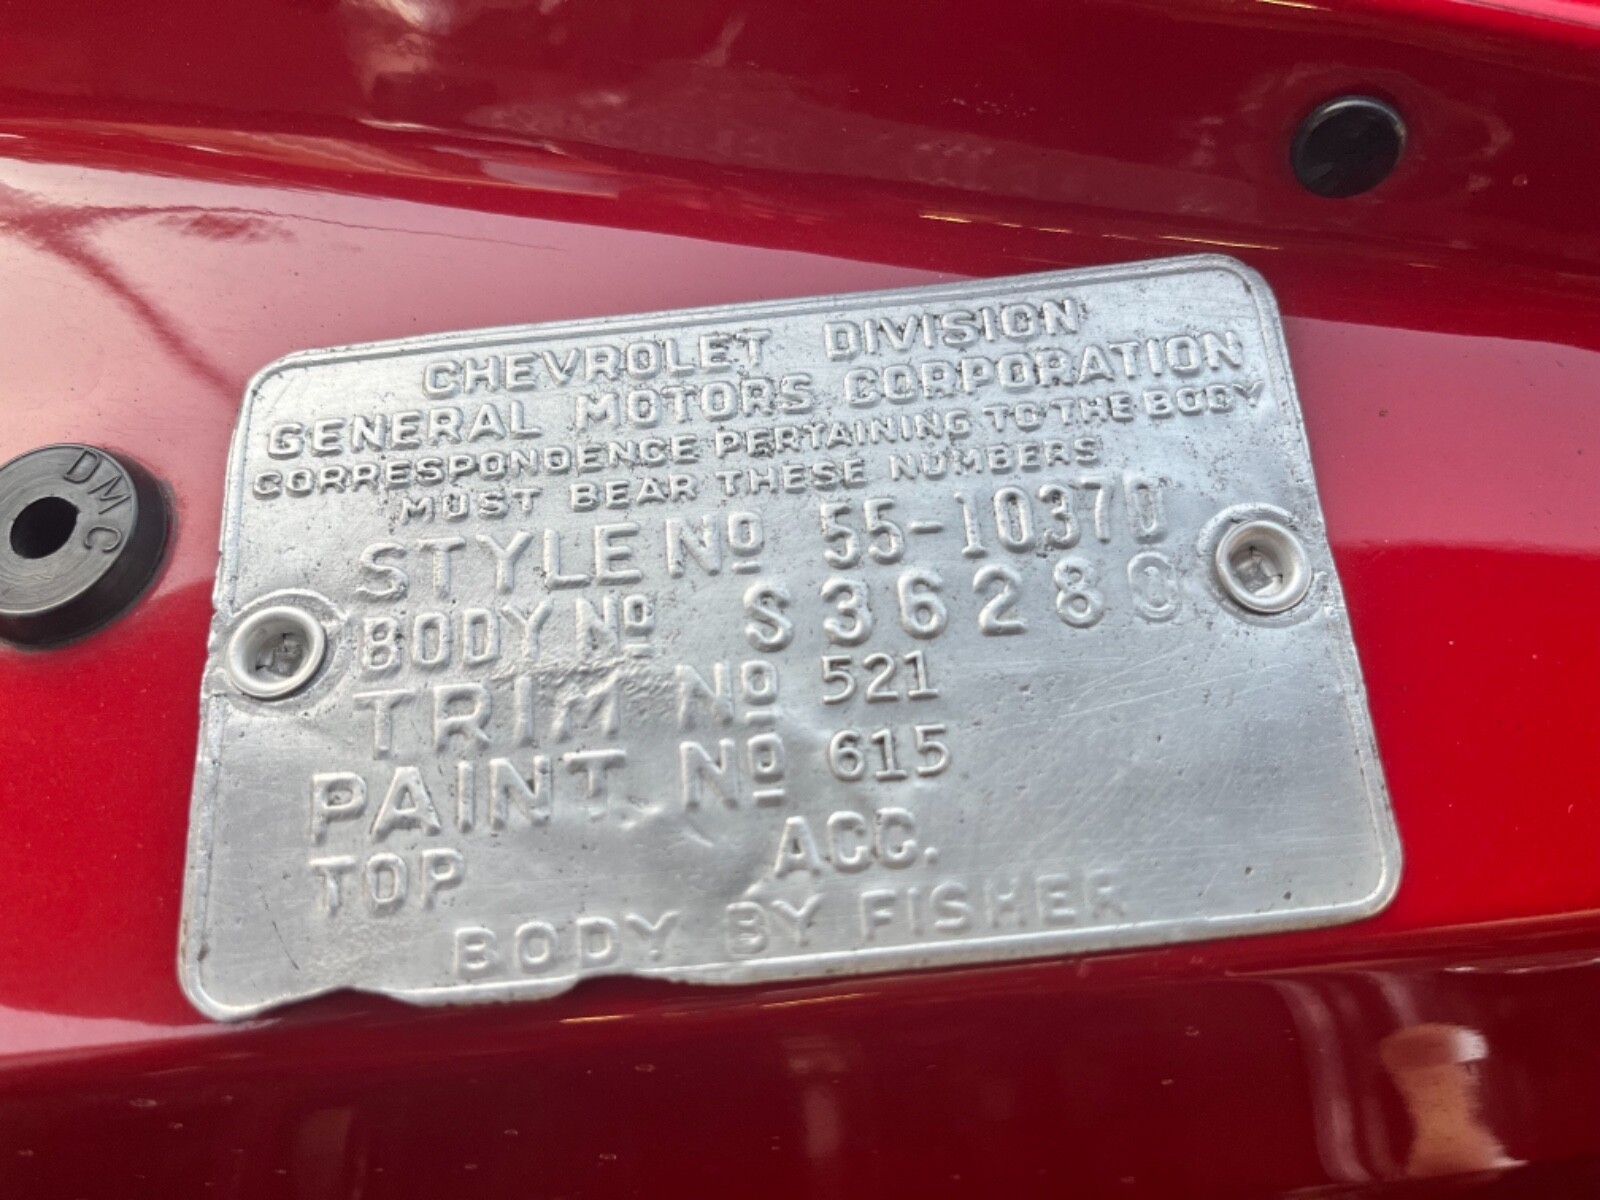 CHEVROLET DIVISION
GENERAL MOTORS CORPORATION
CORRESPONDENCE PERTAINING TO THE BODY
MUST BEAR THESE NUMBERS
STYLE Nº 55-1037D
BODY Nº S36280
TRIM Nº 521
PAINT Nº 615
TOP ACC.
BODY BY FISHER
DMC